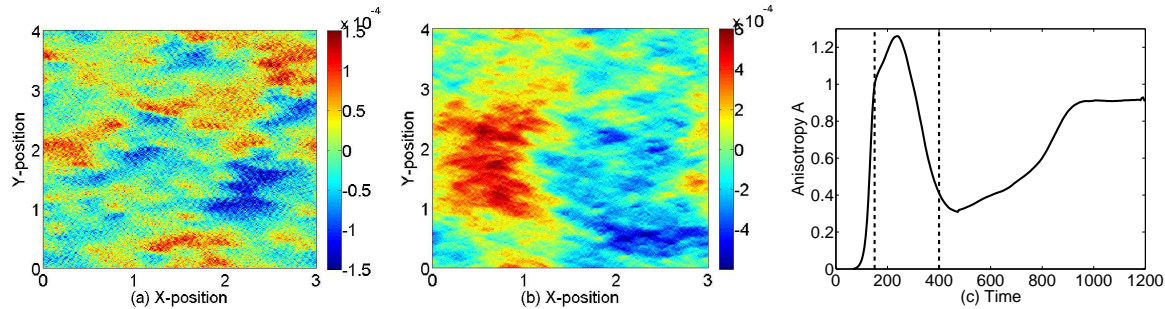 x 10^-4
4
3
2
1
0
Y-position
0 1 2 3
(a) X-position
1.5
1
0.5
0
-0.5
-1
-1.5
x 10^-4
4
3
2
1
0
Y-position
0 1 2 3
(b) X-position
6
4
2
0
-2
-4
1.2
1
0.8
0.6
0.4
0.2
0
Anisotropy A
0 200 400 600 800 1000 1200
(c) Time